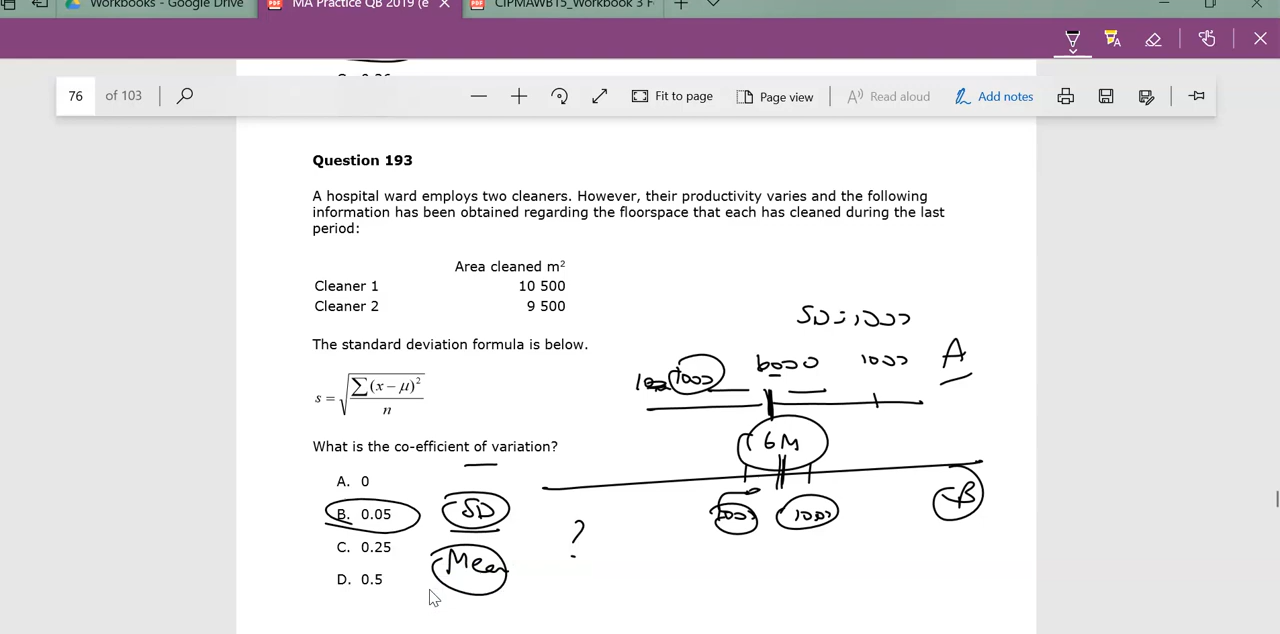 Workbooks - Google Drive
MA Practice QB 2019 (e
CIPMAWB15_Workbook 3 F
76 of 103
Fit to page
Page view
Read aloud
Add notes
Question 193
A hospital ward employs two cleaners. However, their productivity varies and the following
information has been obtained regarding the floorspace that each has cleaned during the last
period:
Area cleaned m²
Cleaner 1 10 500
Cleaner 2 9 500
The standard deviation formula is below.
s = √(∑(x − μ)² / n)
What is the co-efficient of variation?
A. 0
B. 0.05
C. 0.25
D. 0.5
SD
Mean
SD = 1000
1000
1000
A
6M
1000
B
?